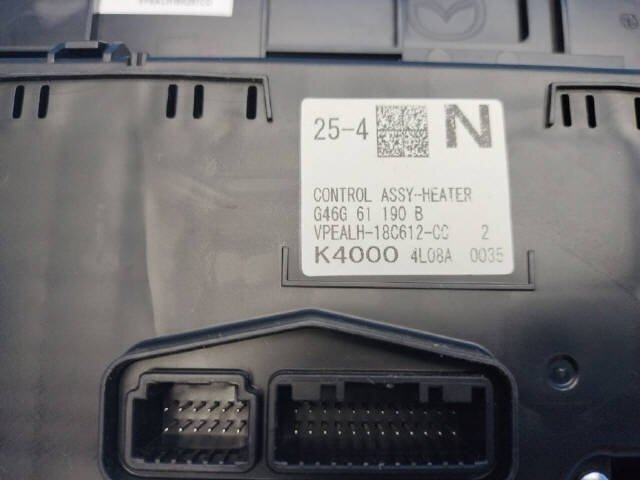 25-4 N
CONTROL ASSY-HEATER
G46G 61 190 B
VPEALH-18C612-CC 2
K4000 4L08A 0035